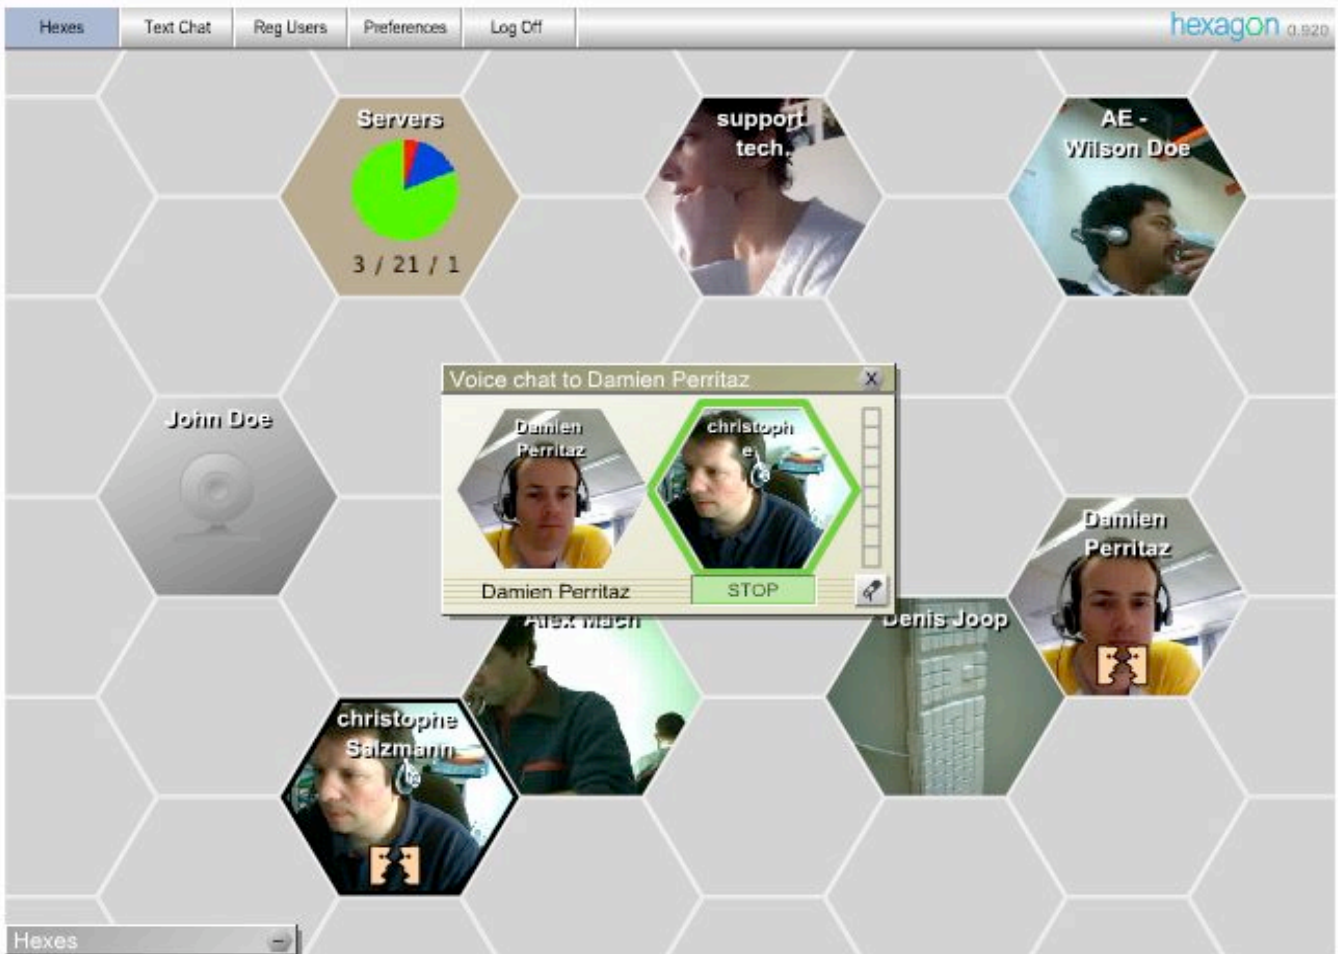 Hexes
Text Chat
Reg Users
Preferences
Log Off
hexagon 0.920
Servers
3 / 21 / 1
support
tech.
AE -
Wilson Doe
John Doe
Voice chat to Damien Perritaz
X
Damien
Perritaz
christoph
e
Damien Perritaz
STOP
Damien
Perritaz
Alex Mach
Denis Joop
christophe
Salzmann
Hexes